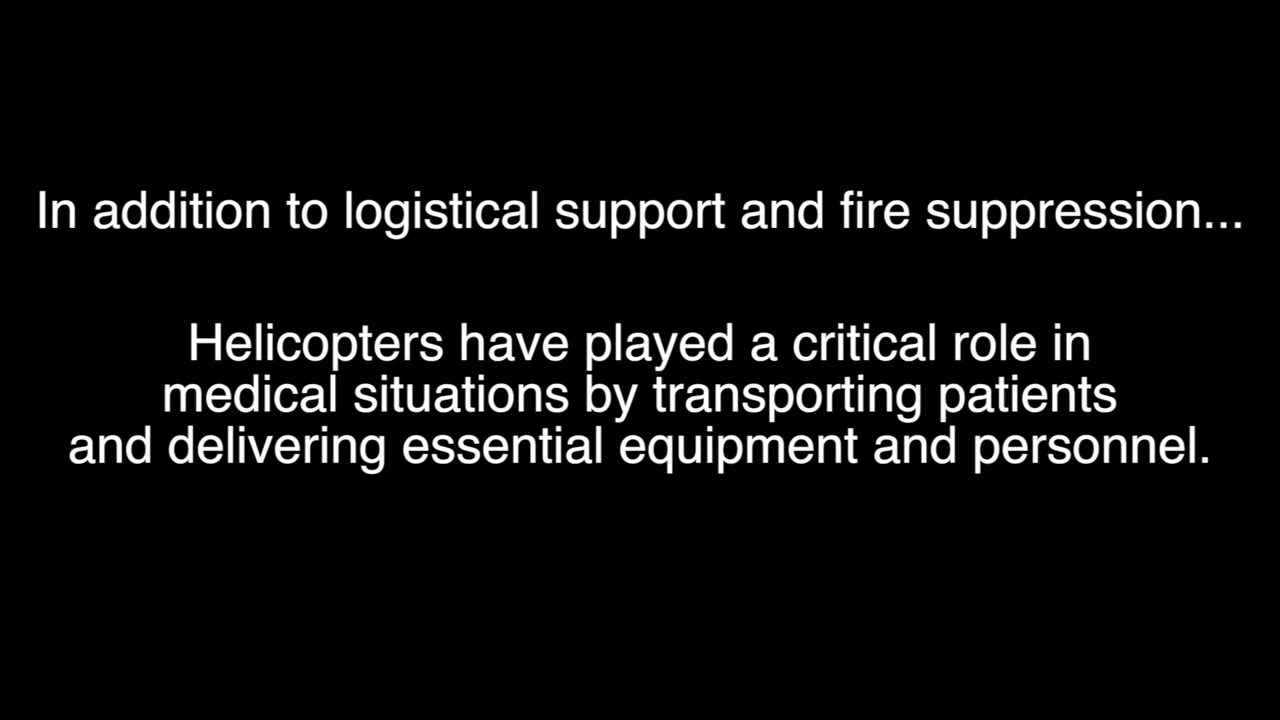 In addition to logistical support and fire suppression...
Helicopters have played a critical role in
medical situations by transporting patients
and delivering essential equipment and personnel.